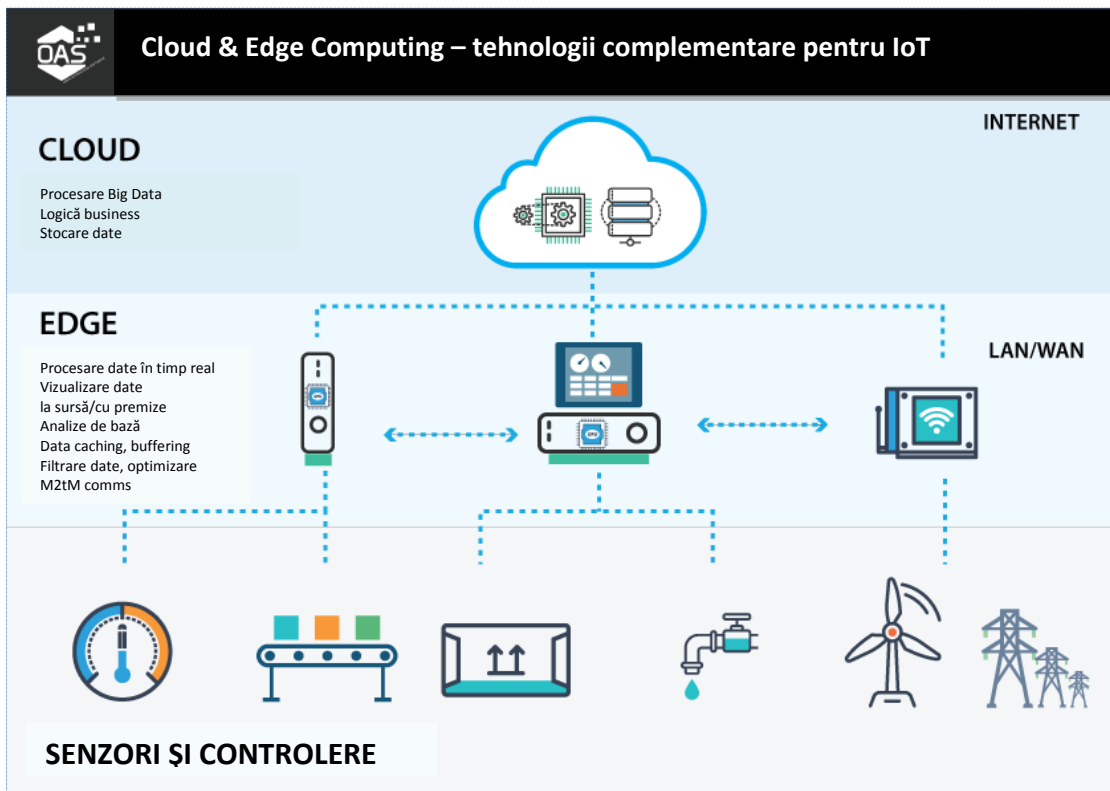 OAS
Cloud & Edge Computing – tehnologii complementare pentru IoT
INTERNET
CLOUD
Procesare Big Data
Logică business
Stocare date
EDGE
LAN/WAN
Procesare date în timp real
Vizualizare date
la sursă/cu premize
Analize de bază
Data caching, buffering
Filtrare date, optimizare
M2tM comms
CPU
SENZORI ŞI CONTROLERE